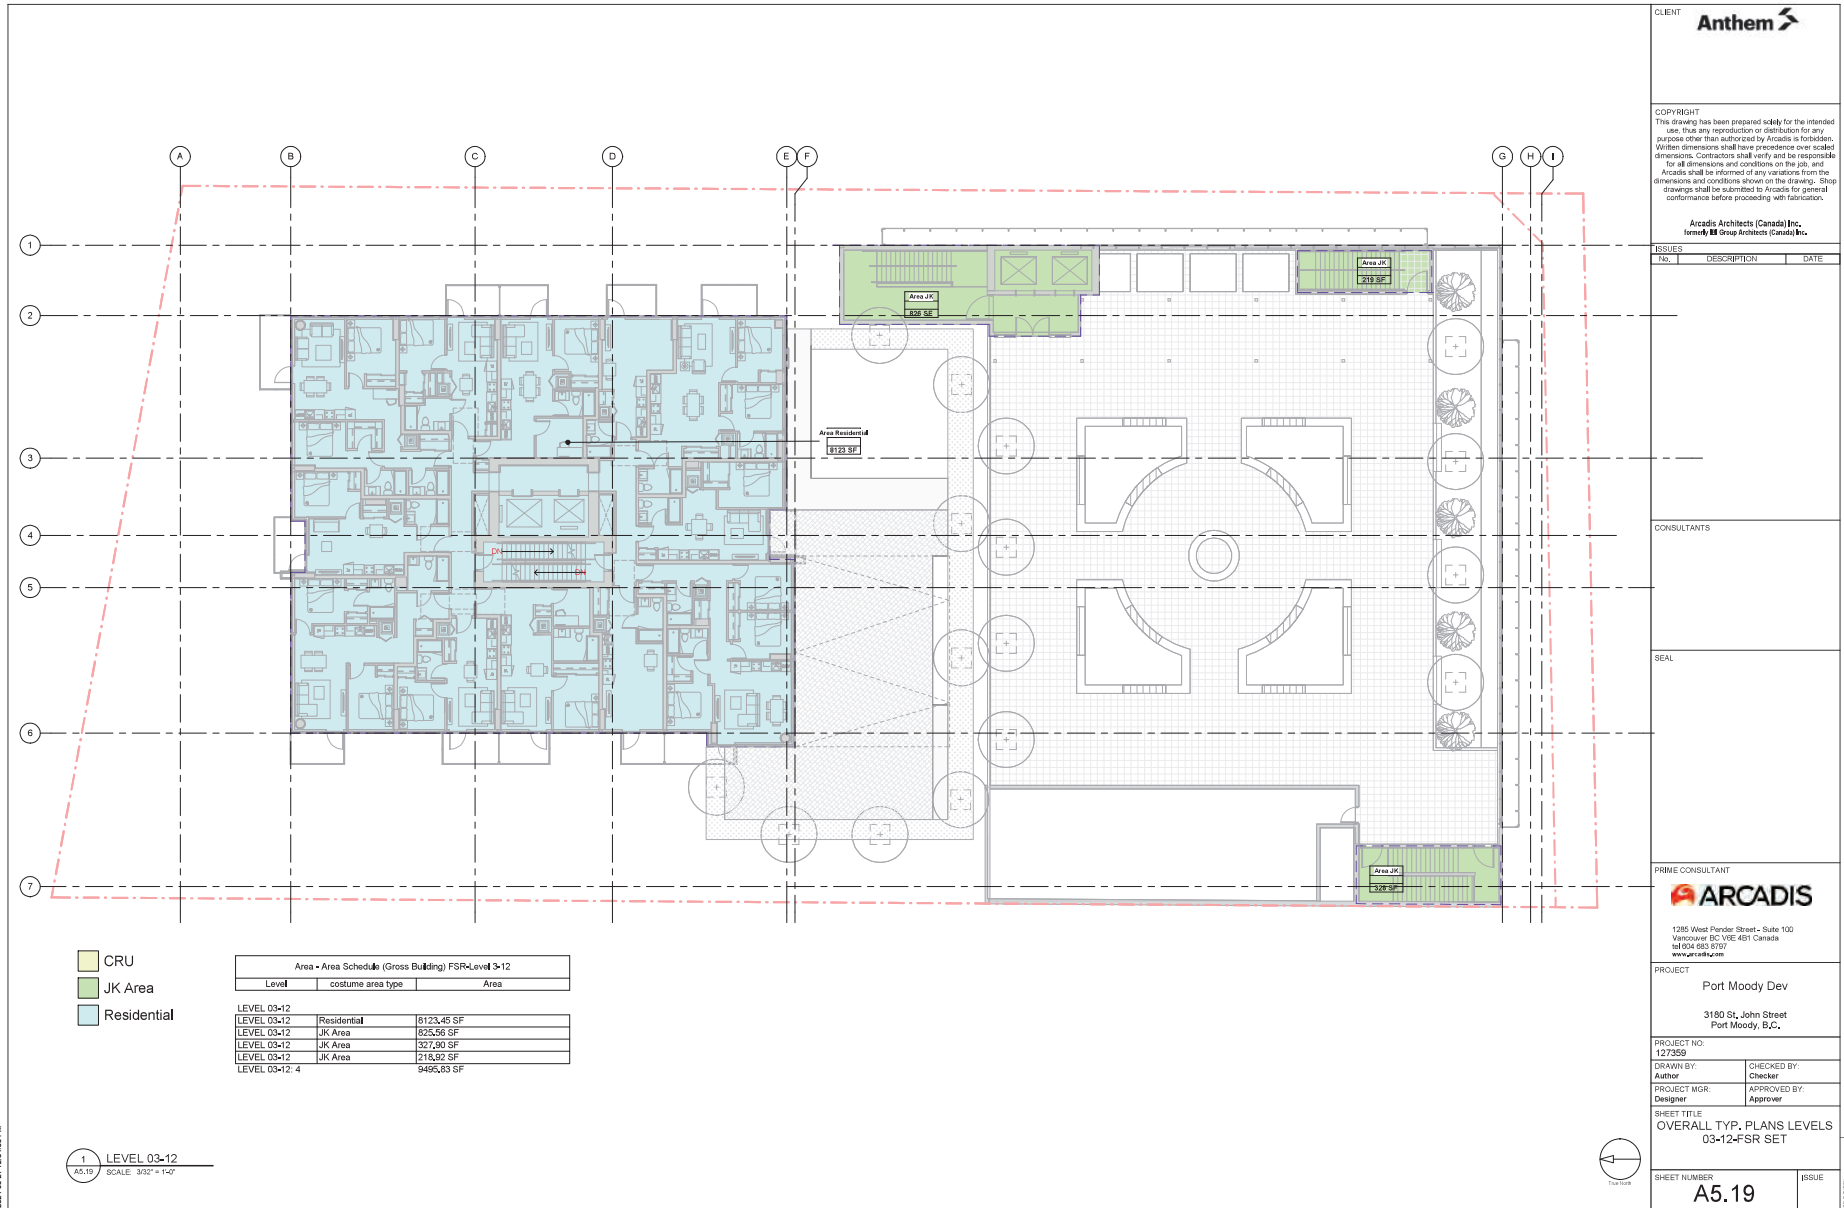 CLIENT
Anthem
COPYRIGHT
This drawing has been prepared solely for the intended
use, thus any reproduction or distribution for any
purpose other than authorized by Arcadis is forbidden.
Written dimensions shall have precedence over scaled
dimensions. Contractors shall verify and be responsible
for all dimensions and conditions on the job, and
Arcadis shall be informed of any variations from the
dimensions and conditions shown on the drawing. Shop
drawings shall be submitted to Arcadis for general
conformance before proceeding with fabrication.
Arcadis Architects (Canada) Inc.
formerly IBI Group Architects (Canada) Inc.
ISSUES
No. DESCRIPTION DATE
A B C D E F G H I
1
2
3
4
5
6
7
Area JK
826 SF
Area JK
219 SF
Area Residential
8123 SF
DN
DN
Area JK
328 SF
CONSULTANTS
SEAL
PRIME CONSULTANT
ARCADIS
1285 West Pender Street - Suite 100
Vancouver BC V6E 4B1 Canada
tel 604 683 8797
www.arcadis.com
PROJECT
Port Moody Dev
3180 St. John Street
Port Moody, B.C.
PROJECT NO:
127359
DRAWN BY: CHECKED BY:
Author Checker
PROJECT MGR: APPROVED BY:
Designer Approver
SHEET TITLE
OVERALL TYP. PLANS LEVELS
03-12-FSR SET
SHEET NUMBER ISSUE
A5.19
CRU
JK Area
Residential
Area - Area Schedule (Gross Building) FSR-Level 3-12
Level costume area type Area
LEVEL 03-12
LEVEL 03-12 Residential 8123.45 SF
LEVEL 03-12 JK Area 825.56 SF
LEVEL 03-12 JK Area 327.90 SF
LEVEL 03-12 JK Area 218.92 SF
LEVEL 03-12: 4 9495.83 SF
1
A5.19
LEVEL 03-12
SCALE: 3/32" = 1'-0"
True North